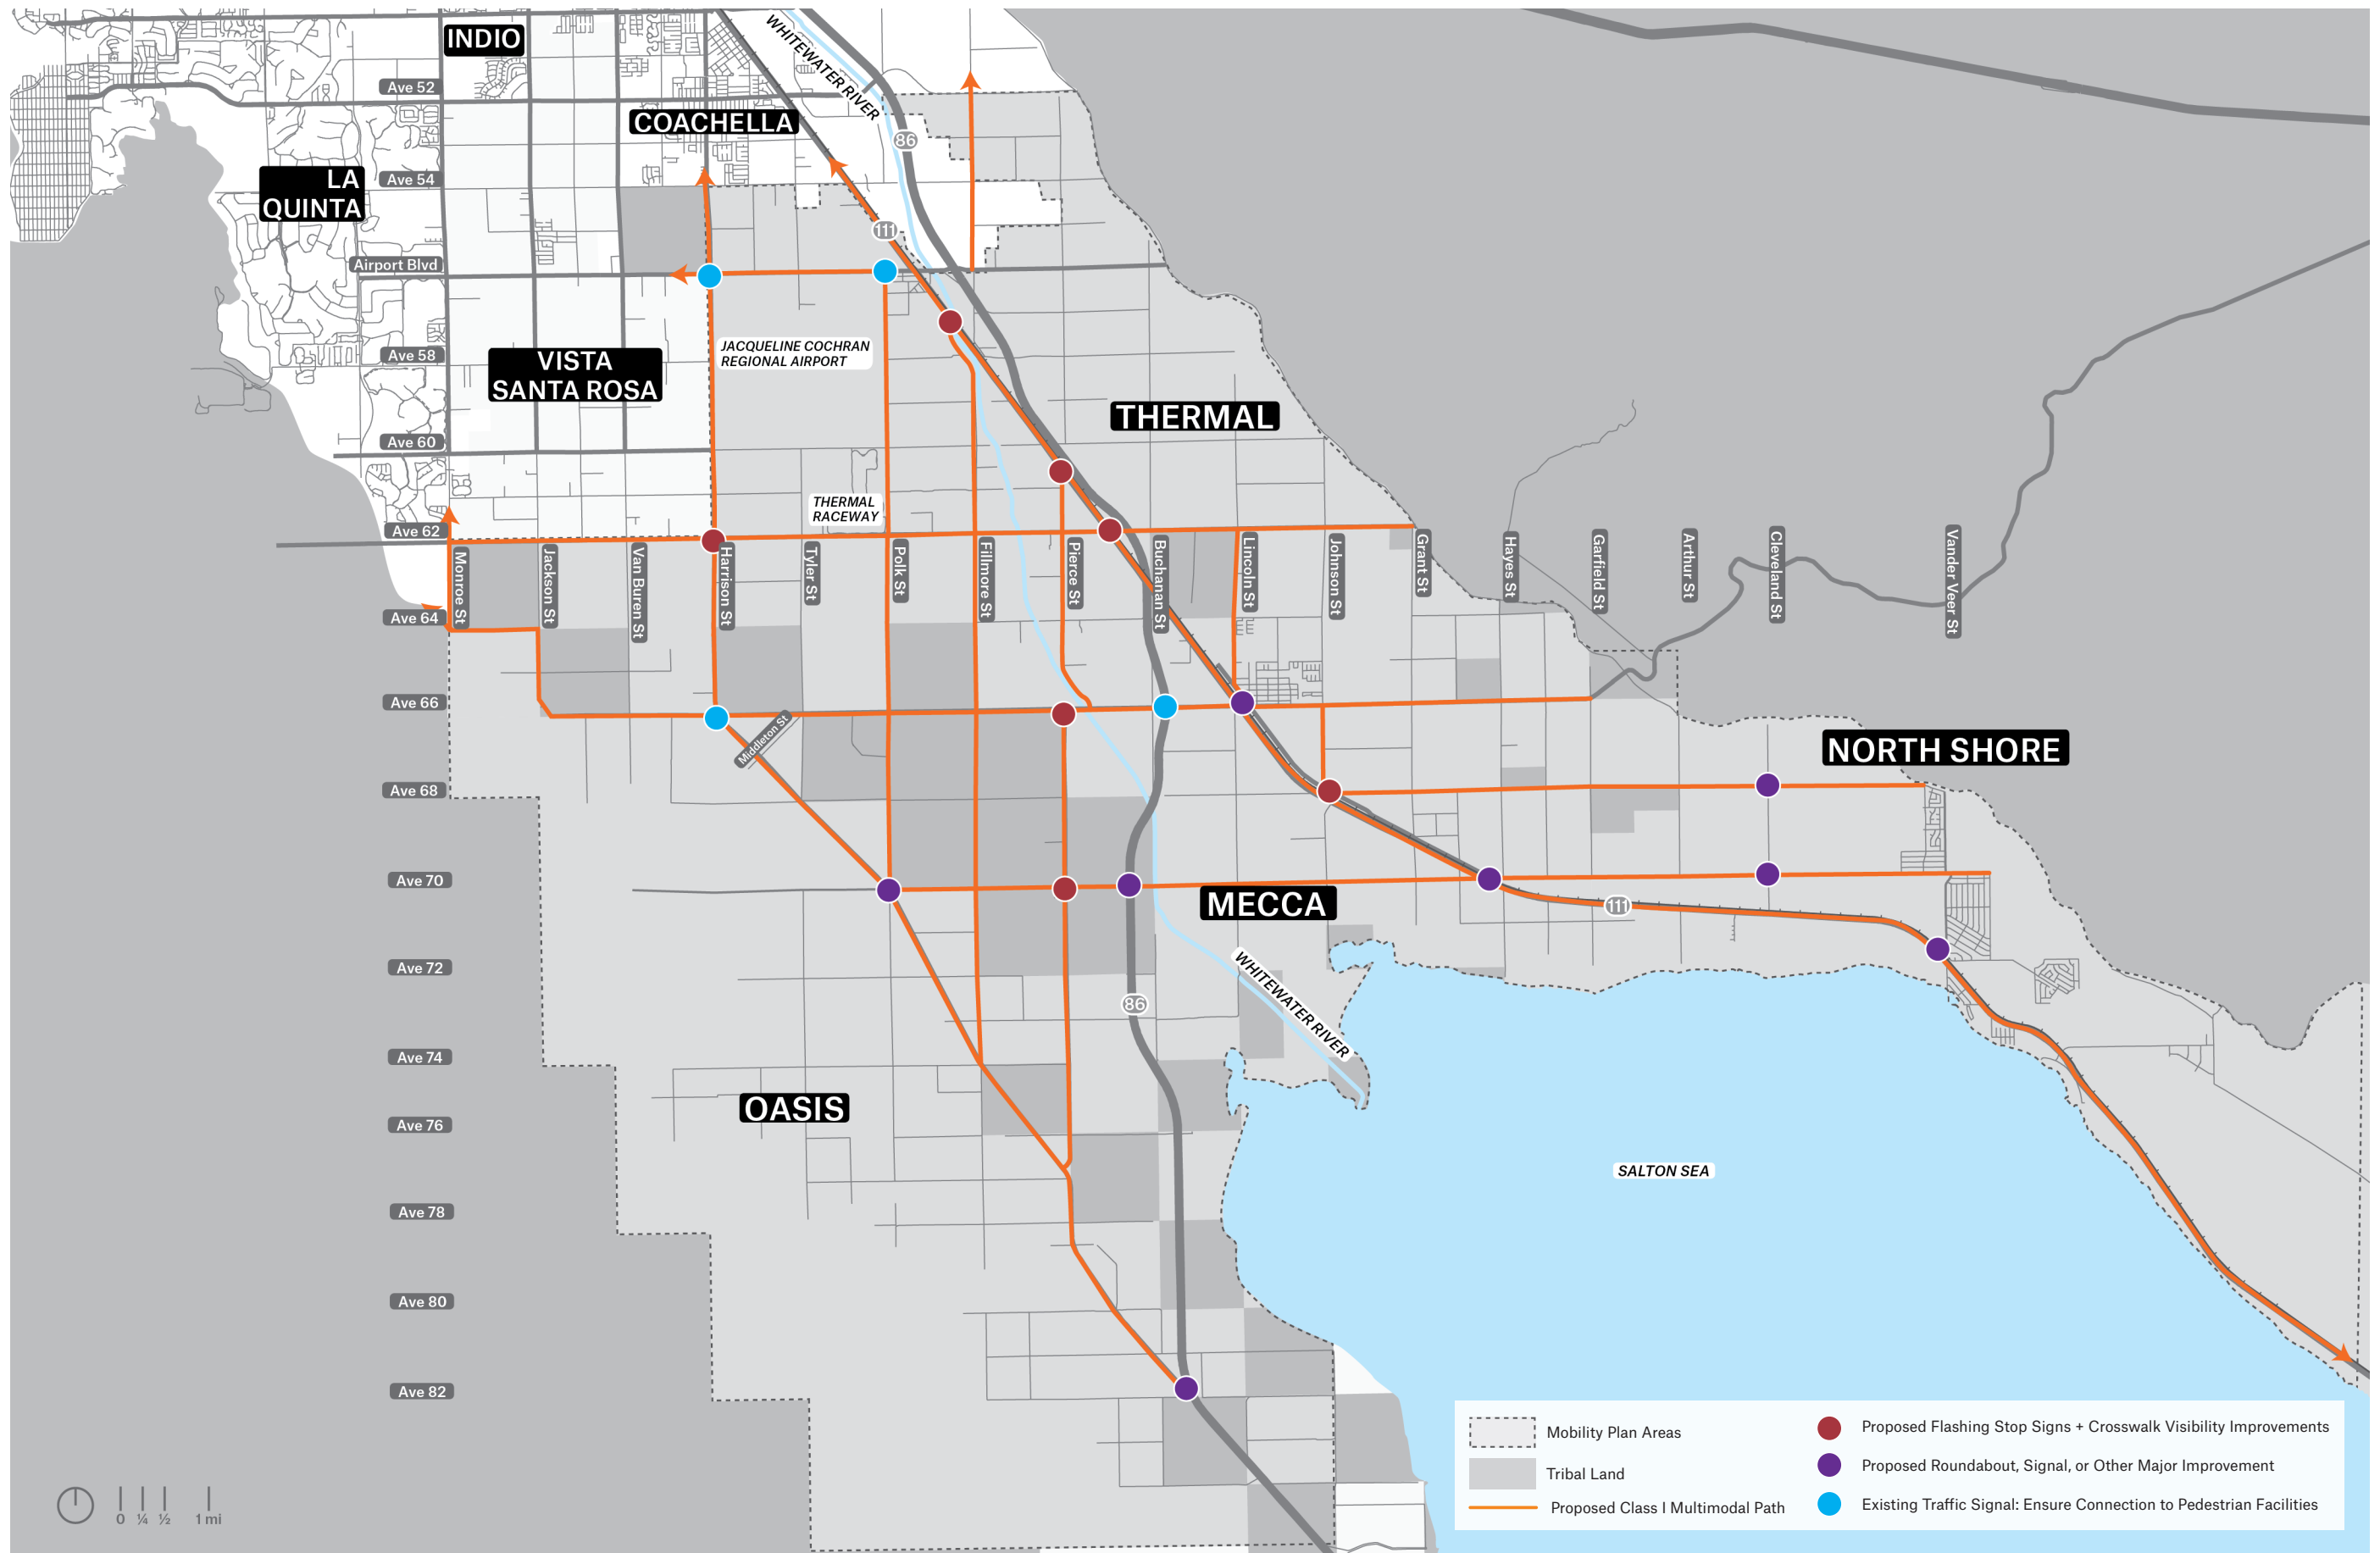 INDIO
WHITEWATER RIVER
Ave 52
COACHELLA
86
LA
QUINTA
Ave 54
111
Airport Blvd
JACQUELINE COCHRAN
REGIONAL AIRPORT
Ave 58
VISTA
SANTA ROSA
THERMAL
Ave 60
THERMAL
RACEWAY
Ave 62
Monroe St
Jackson St
Van Buren St
Harrison St
Tyler St
Polk St
Fillmore St
Pierce St
Buchanan St
Lincoln St
Johnson St
Grant St
Hayes St
Garfield St
Arthur St
Cleveland St
Vander Veer St
Ave 64
Ave 66
Middleton St
NORTH SHORE
Ave 68
Ave 70
MECCA
111
Ave 72
WHITEWATER RIVER
86
Ave 74
OASIS
Ave 76
SALTON SEA
Ave 78
Ave 80
Ave 82
Mobility Plan Areas
Tribal Land
Proposed Class I Multimodal Path
Proposed Flashing Stop Signs + Crosswalk Visibility Improvements
Proposed Roundabout, Signal, or Other Major Improvement
Existing Traffic Signal: Ensure Connection to Pedestrian Facilities
0 ¼ ½ 1 mi